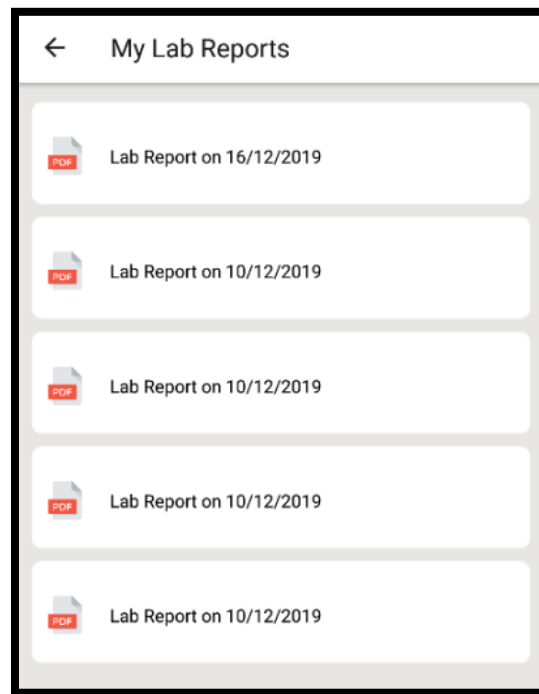 My Lab Reports
PDF Lab Report on 16/12/2019
PDF Lab Report on 10/12/2019
PDF Lab Report on 10/12/2019
PDF Lab Report on 10/12/2019
PDF Lab Report on 10/12/2019